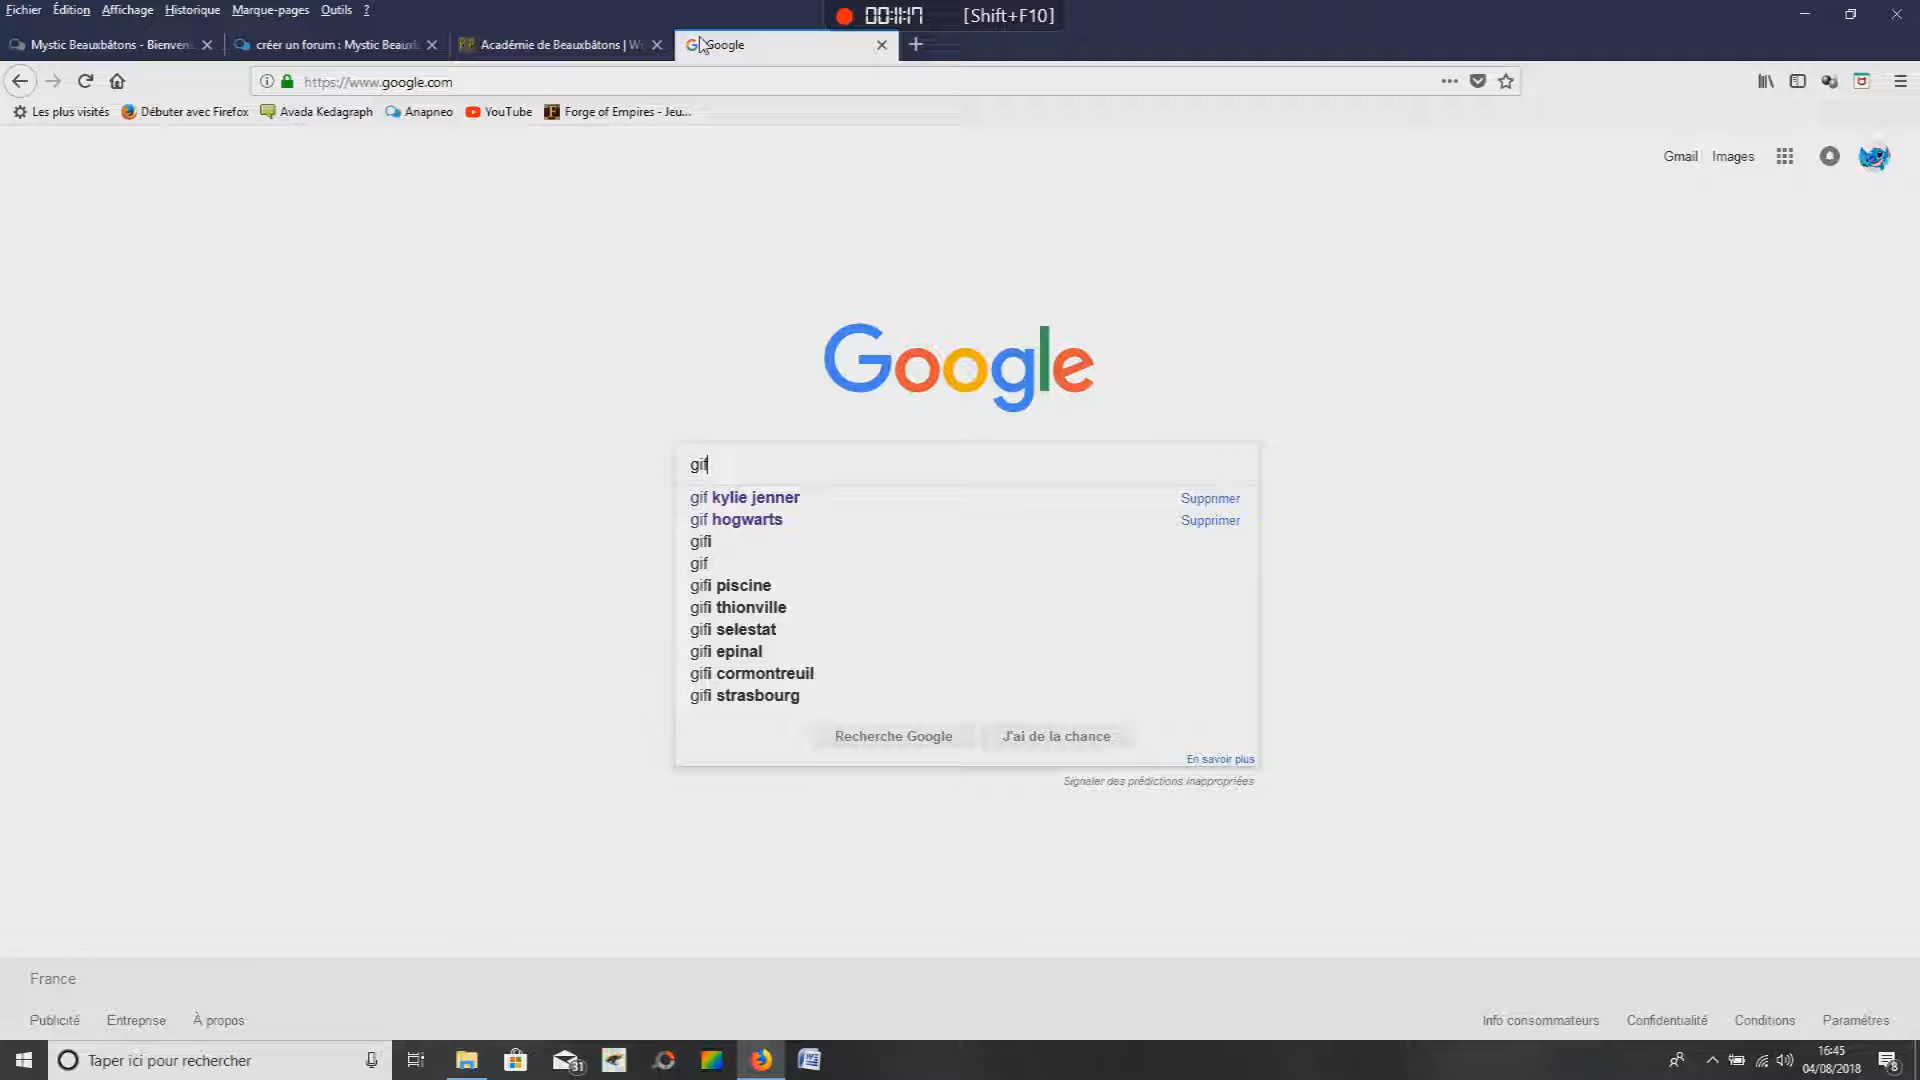 Fichier Édition Affichage Historique Marque-pages Outils ?
00:11:17 [Shift+F10]
Mystic Beauxbâtons - Bienven
créer un forum : Mystic Beaux
Académie de Beauxbâtons | W
Google
https://www.google.com
Les plus visités Débuter avec Firefox Avada Kedagraph Anapneo YouTube Forge of Empires - Jeu...
Gmail Images
Google
gif
gif kylie jenner Supprimer
gif hogwarts Supprimer
gifi
gif
gifi piscine
gifi thionville
gifi selestat
gifi epinal
gifi cormontreuil
gifi strasbourg
Recherche Google J'ai de la chance
En savoir plus
Signaler des prédictions inappropriées
France
Publicité Entreprise À propos Info consommateurs Confidentialité Conditions Paramètres
Taper ici pour rechercher
31
16:45
04/08/2018
8